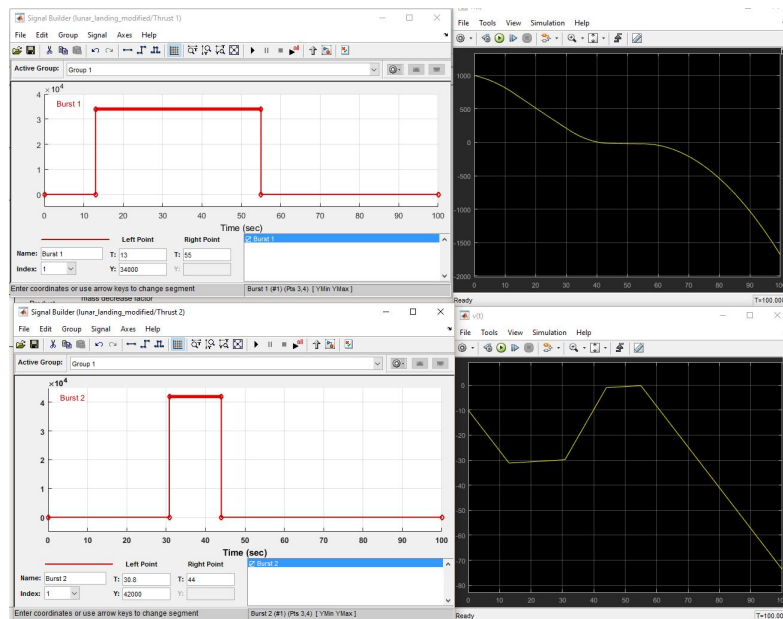 Signal Builder (lunar_landing_modified/Thrust 1)
File Edit Group Signal Axes Help
Active Group: Group 1
×10^4
Burst 1
4
3
2
1
0
0 10 20 30 40 50 60 70 80 90 100
Time (sec)
Left Point Right Point
Name: Burst 1 T: 13 T: 55
Index: 1 Y: 34000 Y:
Burst 1
Enter coordinates or use arrow keys to change segment Burst 1 (#1) (Pts 3,4) [ YMin YMax ]
mass decrease factor
File Tools View Simulation Help
1000
500
0
-500
-1000
-1500
-2000
0 10 20 30 40 50 60 70 80 90 100
Ready T=100.00
Signal Builder (lunar_landing_modified/Thrust 2)
File Edit Group Signal Axes Help
Active Group: Group 1
×10^4
Burst 2
4
3
2
1
0
0 10 20 30 40 50 60 70 80 90 100
Time (sec)
Left Point Right Point
Name: Burst 2 T: 30.8 T: 44
Index: 1 Y: 42000 Y:
Burst 2
Enter coordinates or use arrow keys to change segment Burst 2 (#1) (Pts 3,4) [ YMin YMax ]
v(t)
File Tools View Simulation Help
0
-10
-20
-30
-40
-50
-60
-70
-80
0 10 20 30 40 50 60 70 80 90 100
Ready T=100.00